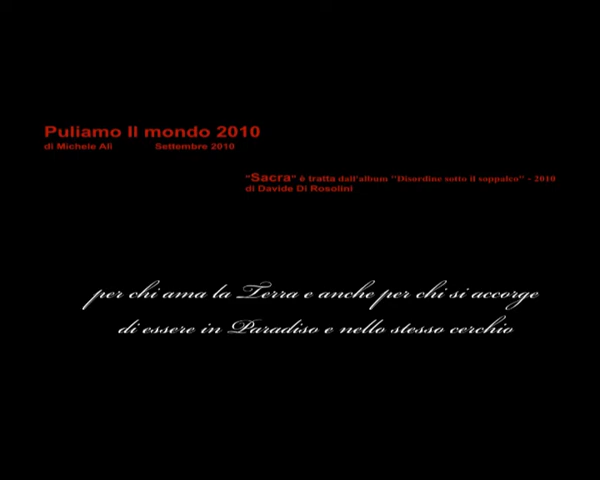 Puliamo Il mondo 2010
di Michele Alì Settembre 2010
"Sacra" è tratta dall'album "Disordine sotto il soppalco" - 2010
di Davide Di Rosolini
per chi ama la Terra e anche per chi si accorge
di essere in Paradiso e nello stesso cerchio